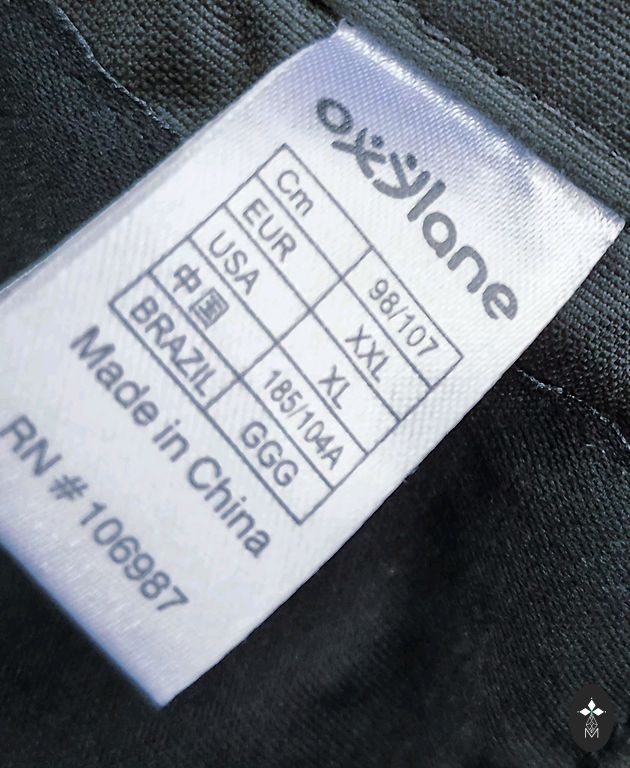 oxylane
Cm 98/107
EUR XXL
USA XL
中国 185/104A
BRAZIL GGG
Made in China
RN # 106987
M